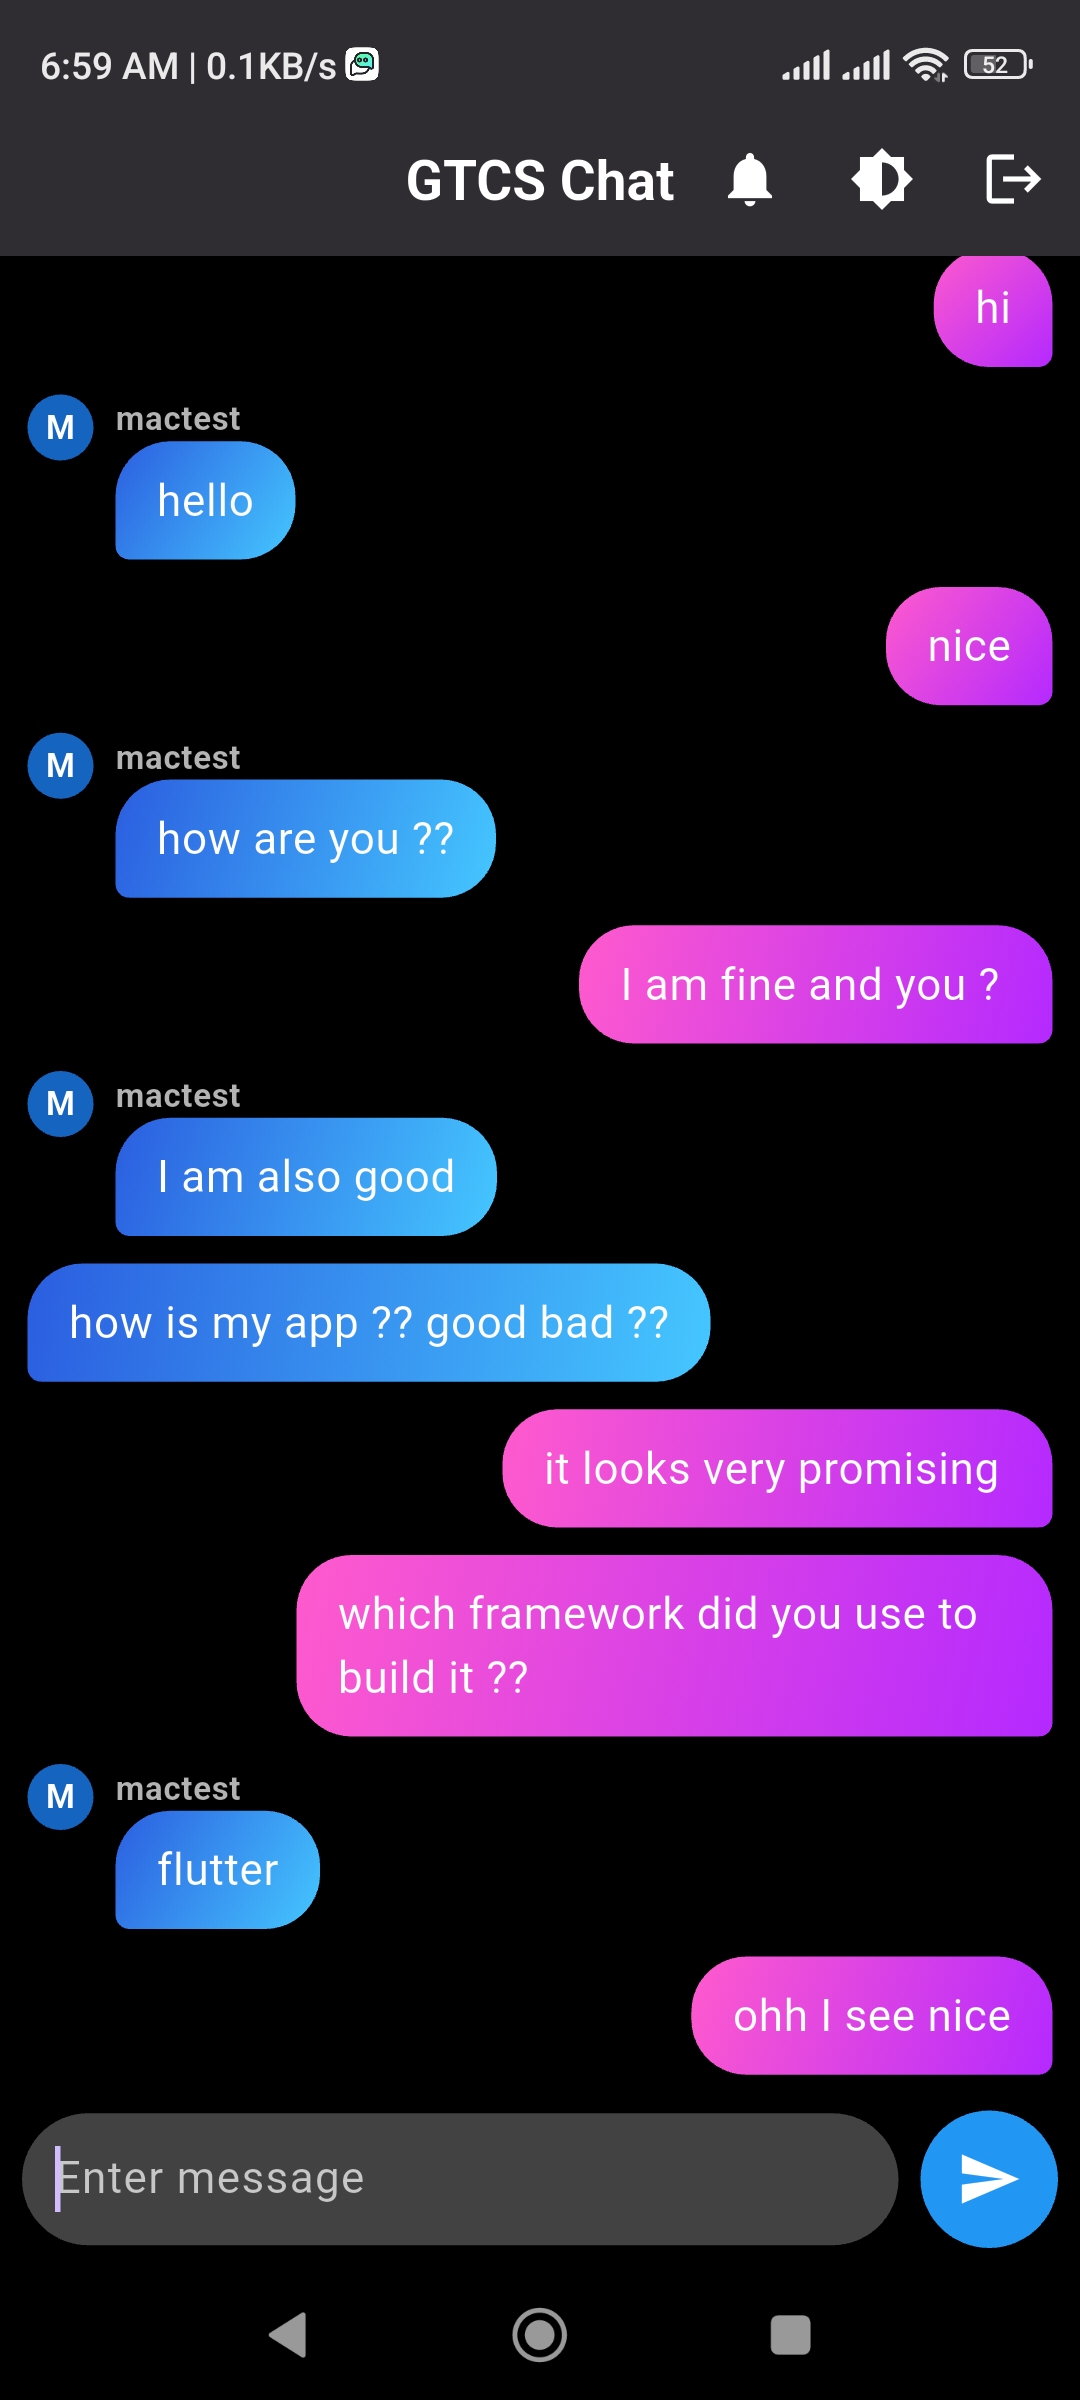 6:59 AM | 0.1KB/s
52
GTCS Chat
hi
M
mactest
hello
nice
M
mactest
how are you ??
I am fine and you ?
M
mactest
I am also good
how is my app ?? good bad ??
it looks very promising
which framework did you use to
build it ??
M
mactest
flutter
ohh I see nice
Enter message